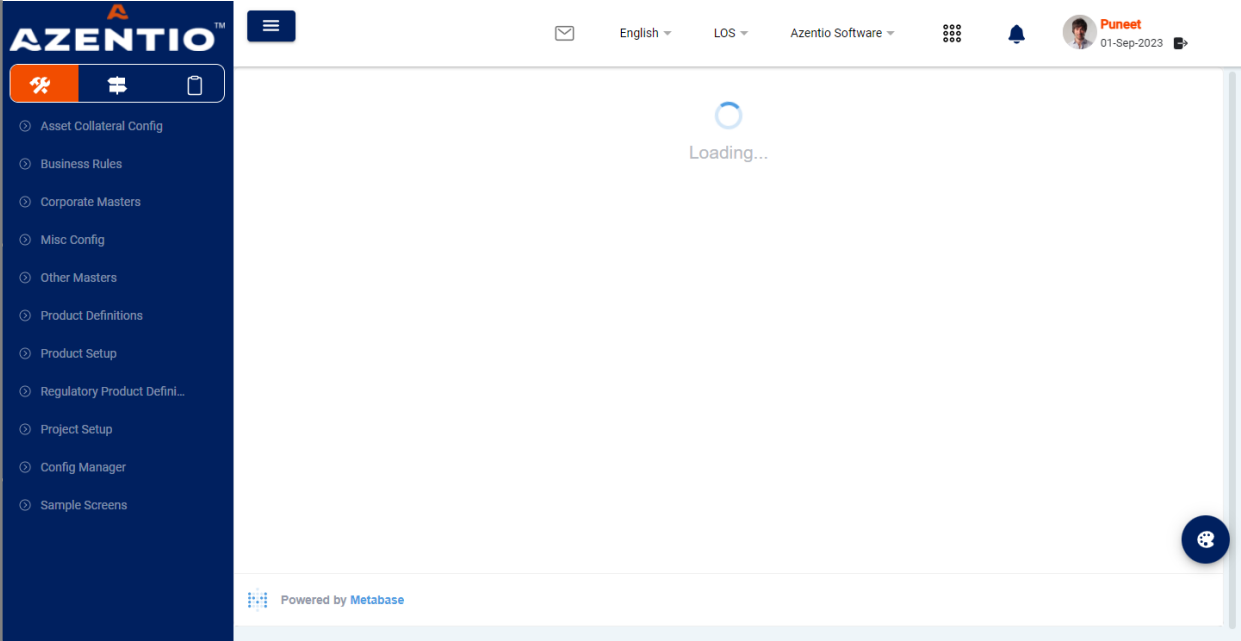 AZENTIO™
English
LOS
Azentio Software
Puneet
01-Sep-2023
Asset Collateral Config
Business Rules
Corporate Masters
Misc Config
Other Masters
Product Definitions
Product Setup
Regulatory Product Defini...
Project Setup
Config Manager
Sample Screens
Loading...
Powered by Metabase